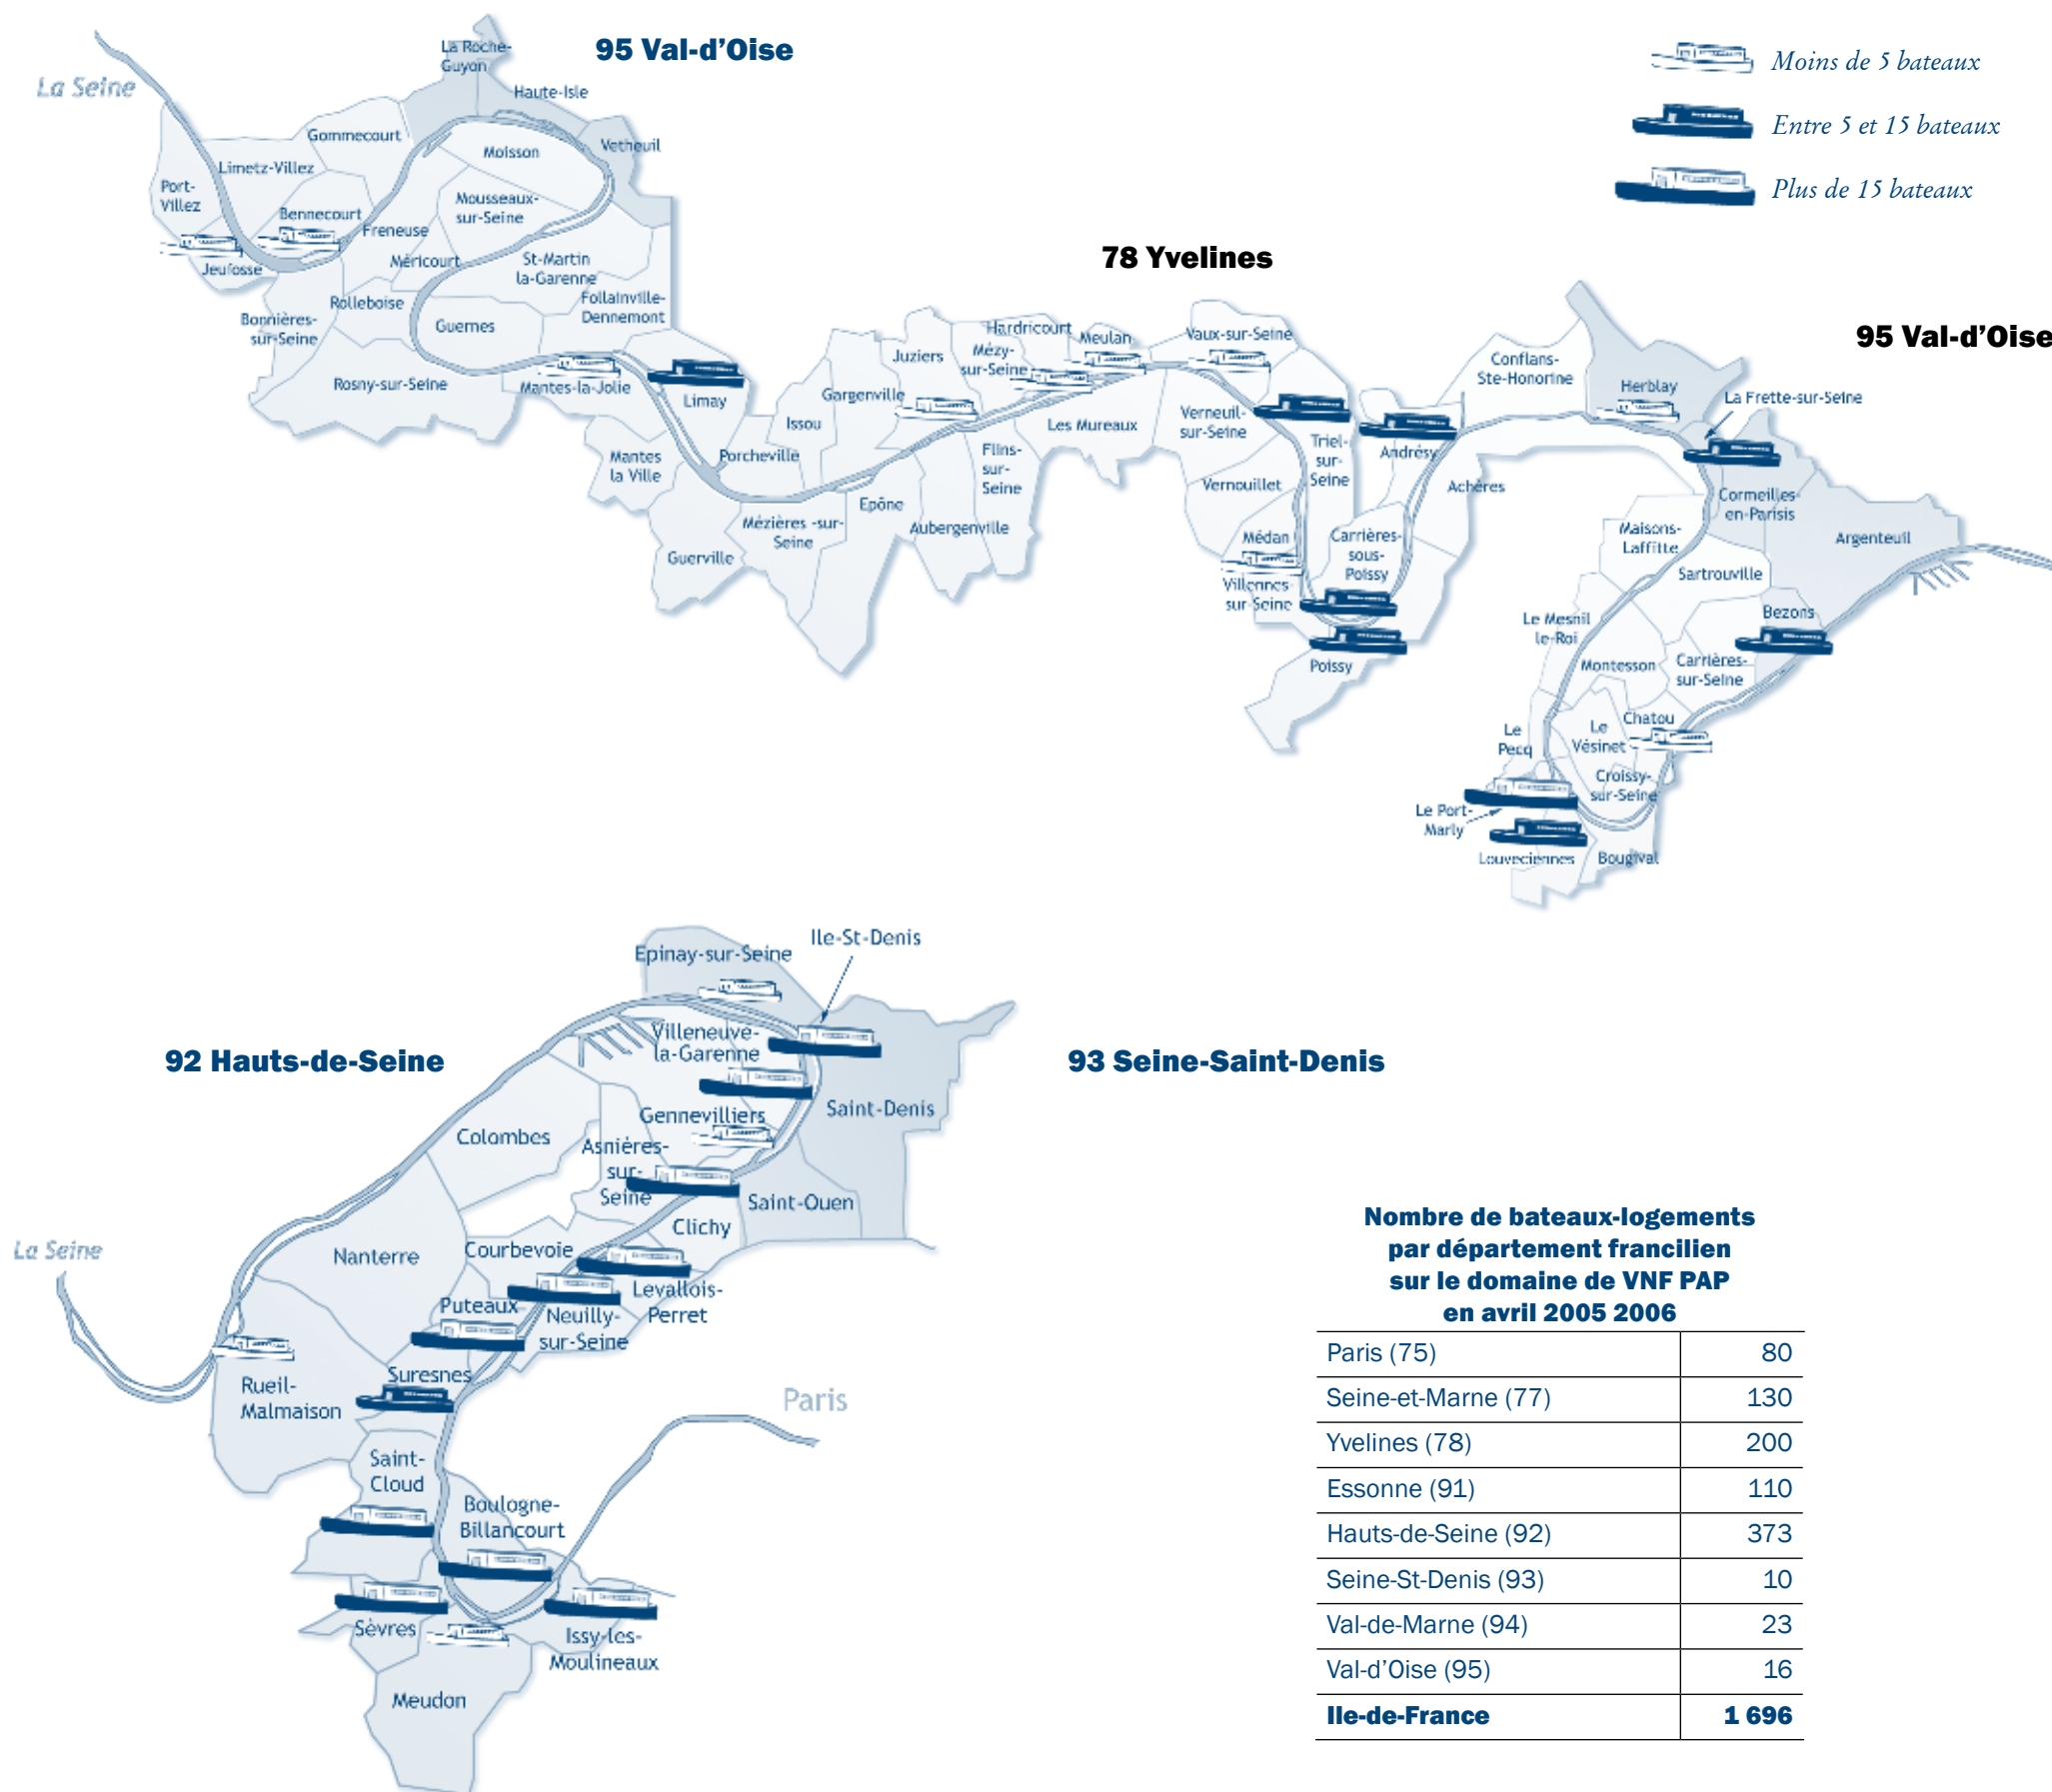 95 Val-d'Oise
La Seine
La Roche-
Guyon
Haute-Isle
Gommecourt
Vetheuil
Moisson
Limetz-Villez
Port-
Villez
Mousseaux-
sur-Seine
Bennecourt
Freneuse
Jeufosse
Méricourt
St-Martin
la-Garenne
Rolleboise
Follainville-
Dennemont
Bonnières-
sur-Seine
Guernes
Rosny-sur-Seine
Mantes-la-Jolie
Limay
Moins de 5 bateaux
Entre 5 et 15 bateaux
Plus de 15 bateaux
78 Yvelines
95 Val-d'Oise
Mantes
la Ville
Porcheville
Issou
Gargenville
Juziers
Hardricourt
Mézy-
sur-Seine
Meulan
Vaux-sur-Seine
Guerville
Mézières -sur-
Seine
Epône
Aubergenville
Flins-
sur-
Seine
Les Mureaux
Verneuil-
sur-Seine
Vernouillet
Triel-
sur-
Seine
Médan
Villennes-
sur-Seine
Carrières-
sous-
Poissy
Poissy
Andrésy
Achères
Conflans-
Ste-Honorine
Herblay
La Frette-sur-Seine
Cormeilles-
en-Parisis
Argenteuil
Maisons-
Laffitte
Sartrouville
Bezons
Le Mesnil
le-Roi
Montesson
Carrières-
sur-Seine
Le
Pecq
Le
Vésinet
Chatou
Croissy-
sur-Seine
Le Port-
Marly
Louveciennes
Bougival
92 Hauts-de-Seine
93 Seine-Saint-Denis
Epinay-sur-Seine
Ile-St-Denis
Villeneuve-
la-Garenne
Gennevilliers
Saint-Denis
Colombes
Asnières-
sur-
Seine
Saint-Ouen
Clichy
La Seine
Nanterre
Courbevoie
Levallois-
Perret
Puteaux
Neuilly-
sur-Seine
Suresnes
Rueil-
Malmaison
Paris
Saint-
Cloud
Boulogne-
Billancourt
Sèvres
Issy-les-
Moulineaux
Meudon
Nombre de bateaux-logements
par département francilien
sur le domaine de VNF PAP
en avril 2005 2006
Paris (75) 80
Seine-et-Marne (77) 130
Yvelines (78) 200
Essonne (91) 110
Hauts-de-Seine (92) 373
Seine-St-Denis (93) 10
Val-de-Marne (94) 23
Val-d'Oise (95) 16
Ile-de-France 1 696